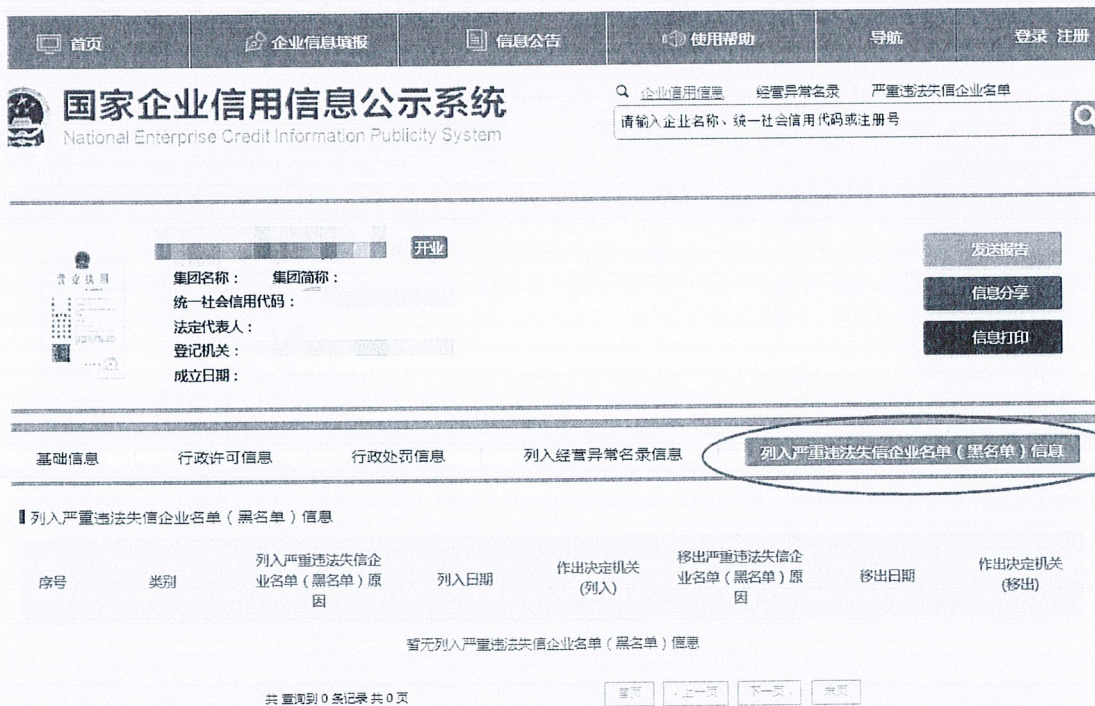 首页 企业信息填报 信息公告 使用帮助 导航 登录 注册
企业信用信息 经营异常名录 严重违法失信企业名单
国家企业信用信息公示系统
请输入企业名称、统一社会信用代码或注册号
National Enterprise Credit Information Publicity System
开业
发送报告
营业执照
集团名称： 集团简称：
信息分享
统一社会信用代码：
法定代表人：
信息打印
登记机关：
成立日期：
基础信息 行政许可信息 行政处罚信息 列入经营异常名录信息 列入严重违法失信企业名单（黑名单）信息
列入严重违法失信企业名单（黑名单）信息
序号 类别 列入严重违法失信企
业名单（黑名单）原
因 列入日期 作出决定机关
(列入) 移出严重违法失信企
业名单（黑名单）原
因 移出日期 作出决定机关
(移出)
暂无列入严重违法失信企业名单（黑名单）信息
共 查询到 0 条记录 共 0 页 首页 上一页 下一页 末页